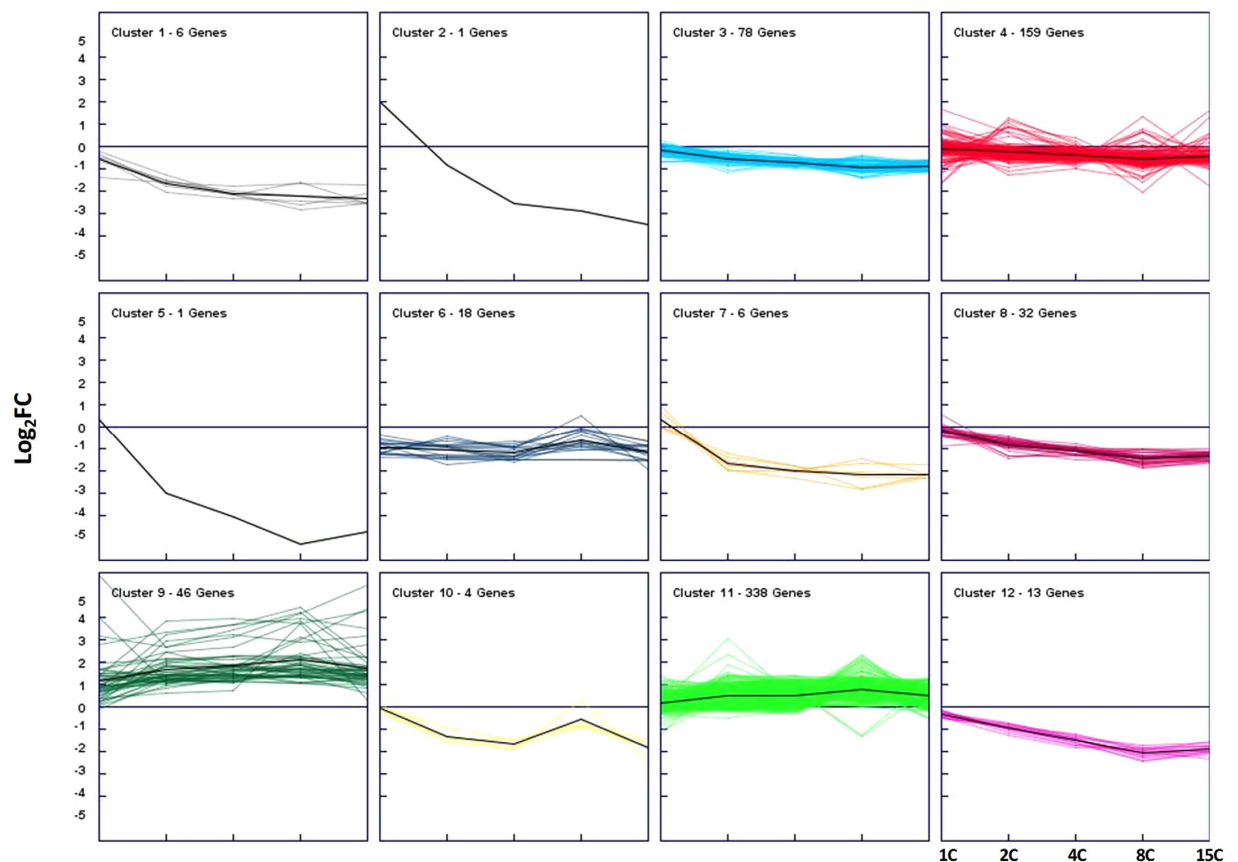 Cluster 1 - 6 Genes
Cluster 2 - 1 Genes
Cluster 3 - 78 Genes
Cluster 4 - 159 Genes
5
4
3
2
1
0
-1
-2
-3
-4
-5
Cluster 5 - 1 Genes
Cluster 6 - 18 Genes
Cluster 7 - 6 Genes
Cluster 8 - 32 Genes
5
4
3
2
1
0
-1
-2
-3
-4
-5
Log₂FC
Cluster 9 - 46 Genes
Cluster 10 - 4 Genes
Cluster 11 - 338 Genes
Cluster 12 - 13 Genes
5
4
3
2
1
0
-1
-2
-3
-4
-5
1C 2C 4C 8C 15C